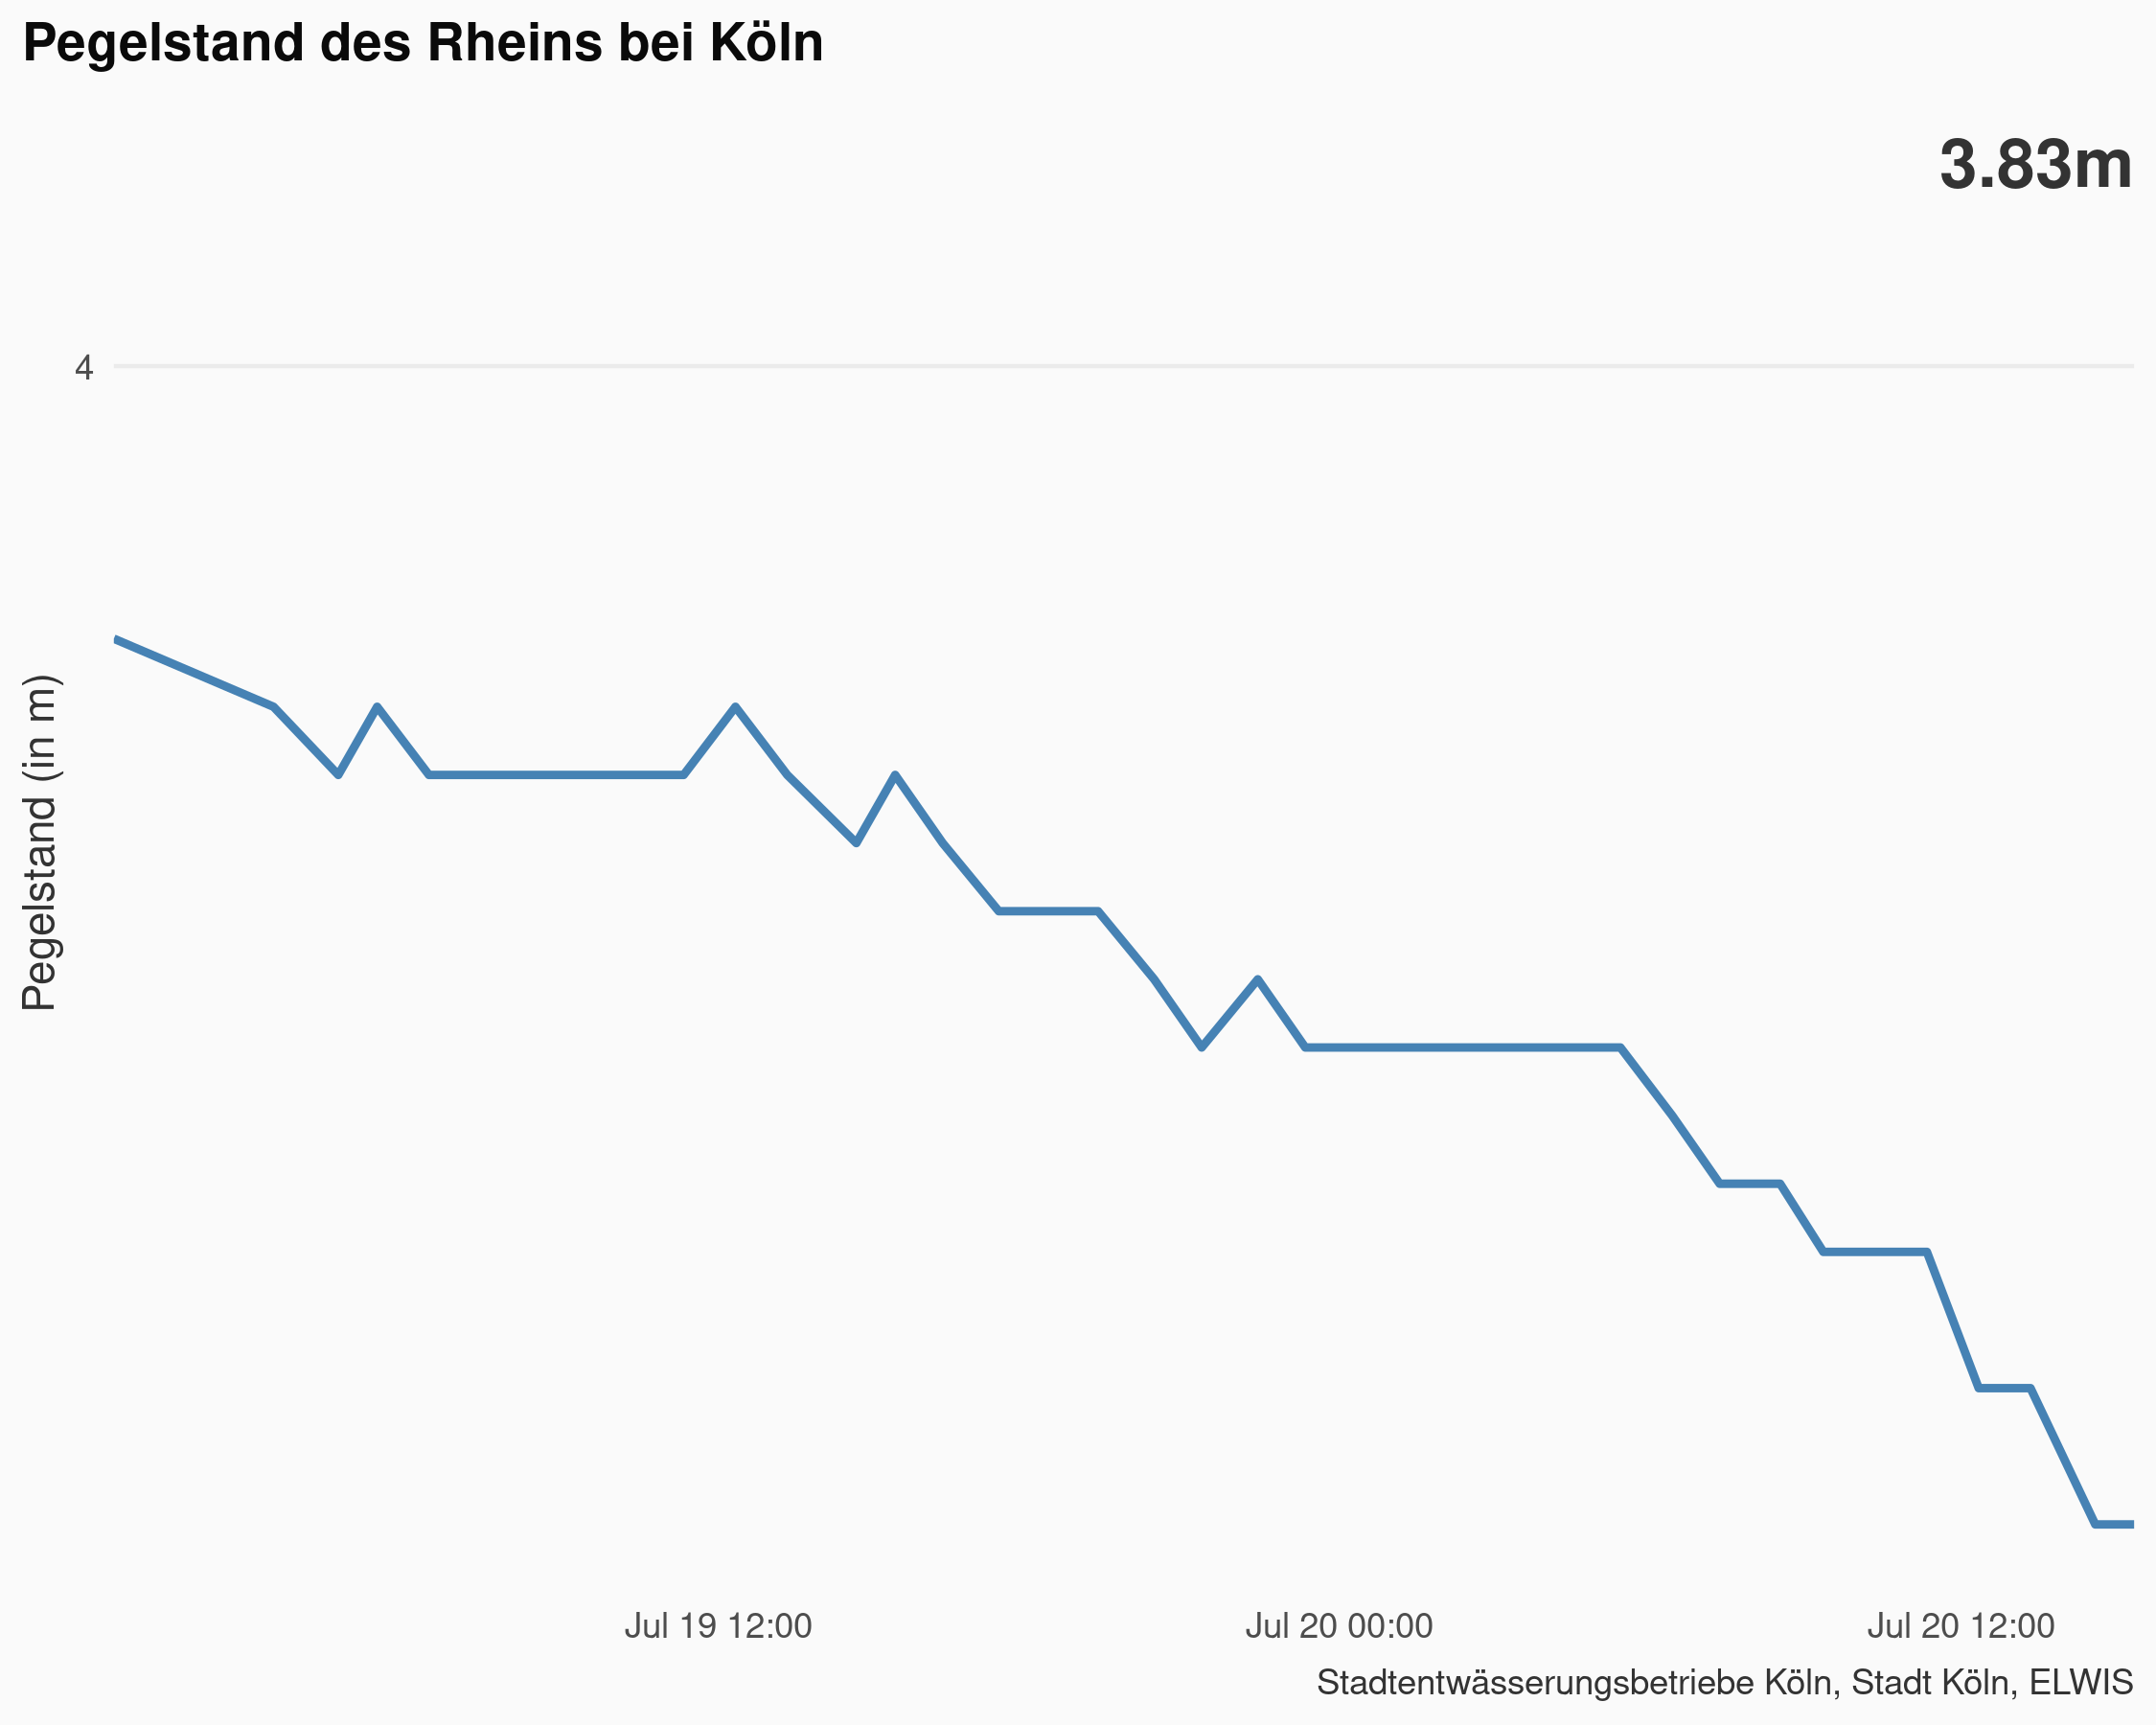 Pegelstand des Rheins bei Köln
3.83m
4
Pegelstand (in m)
Jul 19 12:00
Jul 20 00:00
Jul 20 12:00
Stadtentwässerungsbetriebe Köln, Stadt Köln, ELWIS